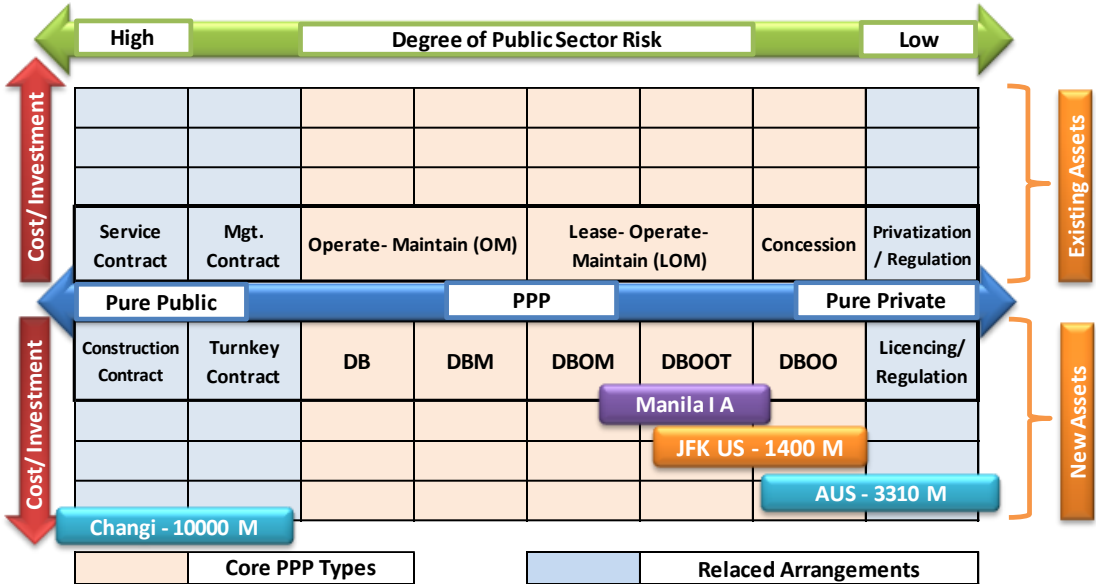 High
Degree of Public Sector Risk
Low
Cost/ Investment
Existing Assets
Service
Contract
Mgt.
Contract
Operate- Maintain (OM)
Lease- Operate-
Maintain (LOM)
Concession
Privatization
/ Regulation
Pure Public
PPP
Pure Private
Cost/ Investment
New Assets
Construction
Contract
Turnkey
Contract
DB
DBM
DBOM
DBOOT
DBOO
Licencing/
Regulation
Manila I A
JFK US - 1400 M
AUS - 3310 M
Changi - 10000 M
Core PPP Types
Relaced Arrangements